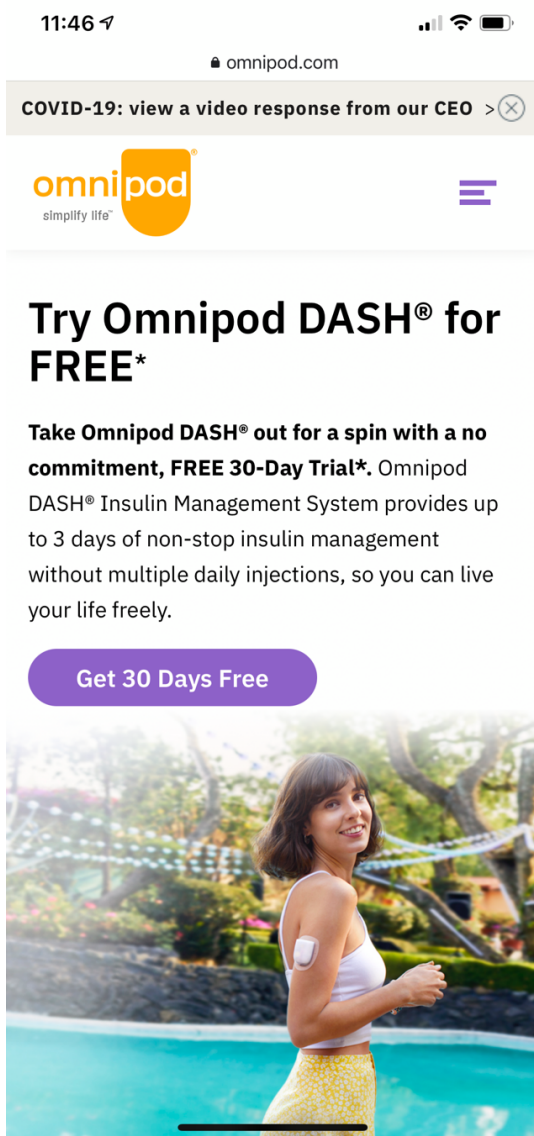 11:46
omnipod.com
COVID-19: view a video response from our CEO >
omnipod®
simplify life™
Try Omnipod DASH® for
FREE*
Take Omnipod DASH® out for a spin with a no
commitment, FREE 30-Day Trial*. Omnipod
DASH® Insulin Management System provides up
to 3 days of non-stop insulin management
without multiple daily injections, so you can live
your life freely.
Get 30 Days Free